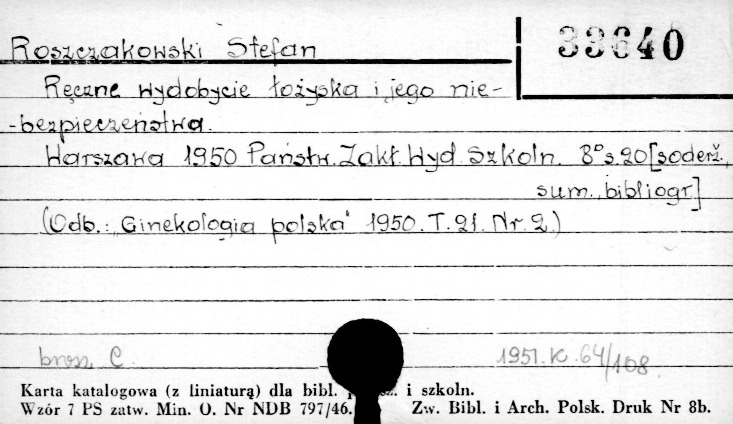 33640
Roszczakowski Stefan
Ręczne wydobycie łożyska i jego nie-
-bezpieczeństwa.
Warszawa 1950 Państw. Zakł. Wyd. Szkoln. 8° s. 20 [soderž.,
sum., bibliogr]
(Odb.: „Ginekologia polska" 1950. T. 21. Nr. 2.)
brosz. C. 1951. K. 64/108.
Karta katalogowa (z liniaturą) dla bibl. i szkoln.
Wzór 7 PS zatw. Min. O. Nr NDB 797/46. Zw. Bibl. i Arch. Polsk. Druk Nr 8b.